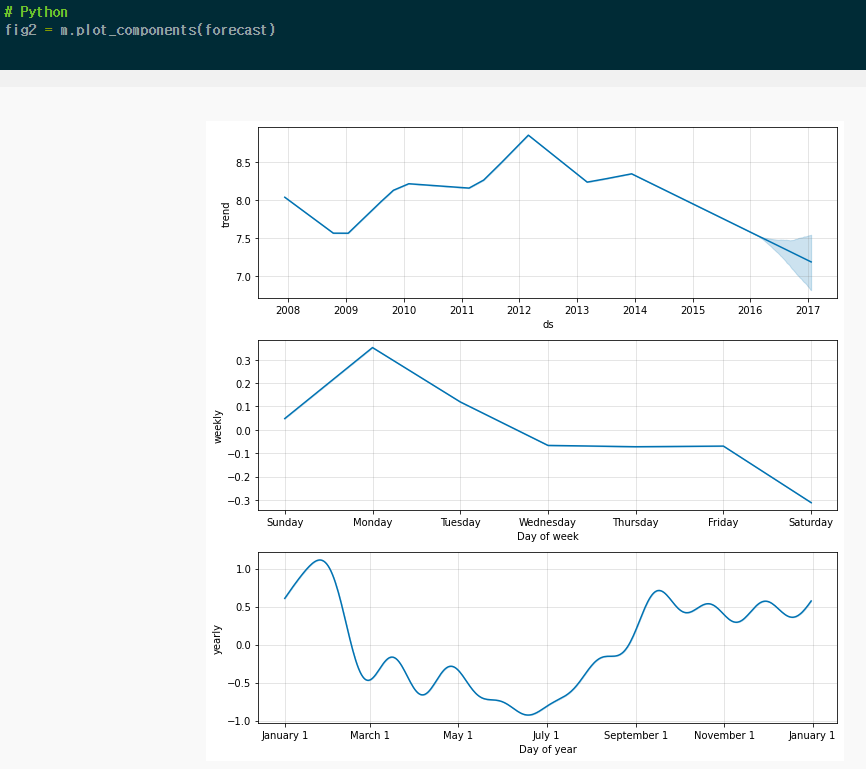 # Python
fig2 = m.plot_components(forecast)
8.5
8.0
7.5
7.0
trend
2008 2009 2010 2011 2012 2013 2014 2015 2016 2017
ds
0.3
0.2
0.1
0.0
−0.1
−0.2
−0.3
weekly
Sunday Monday Tuesday Wednesday Thursday Friday Saturday
Day of week
1.0
0.5
0.0
−0.5
−1.0
yearly
January 1 March 1 May 1 July 1 September 1 November 1 January 1
Day of year